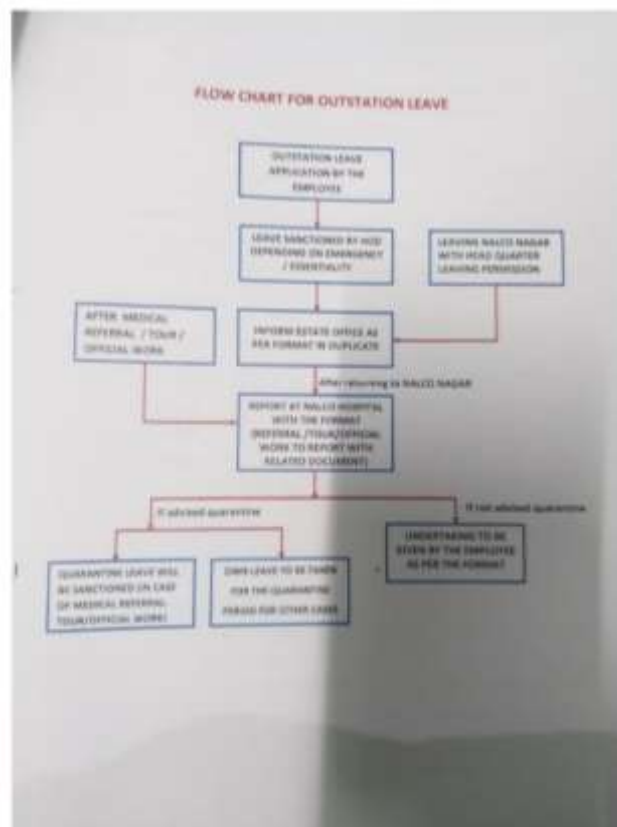 FLOW CHART FOR OUTSTATION LEAVE
OUTSTATION LEAVE
APPLICATION BY THE
EMPLOYEE
LEAVE SANCTIONED BY HOD
DEPENDING ON EMERGENCY
/ ESSENTIALITY
LEAVING NALCO NAGAR
WITH HEAD QUARTER
LEAVING PERMISSION
AFTER MEDICAL
REFERRAL / TOUR /
OFFICIAL WORK
INFORM ESTATE OFFICE AS
PER FORMAT IN DUPLICATE
After returning to NALCO NAGAR
REPORT AT NALCO HOSPITAL
WITH THE FORMAT
(REFERRAL /TOUR/OFFICIAL
WORK TO REPORT WITH
RELATED DOCUMENT)
If advised quarantine
If not advised quarantine
QUARANTINE LEAVE WILL
BE SANCTIONED ON CASE
OF MEDICAL REFERRAL
TOUR/OFFICIAL WORK)
LEAVE TO BE TAKEN
FOR THE QUARANTINE
PERIOD FOR OTHER CASES
UNDERTAKING TO BE
GIVEN BY THE EMPLOYEE
AS PER THE FORMAT